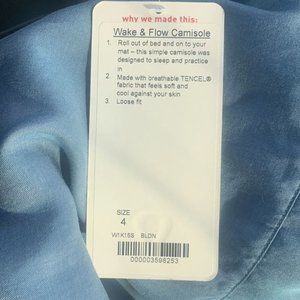 why we made this:
Wake & Flow Camisole
1. Roll out of bed and on to your
mat – this simple camisole was
designed to sleep and practice
in
2. Made with breathable TENCEL®
fabric that feels soft and
cool against your skin
3. Loose fit
SIZE
4
W1K1SS BLDN
000003598253